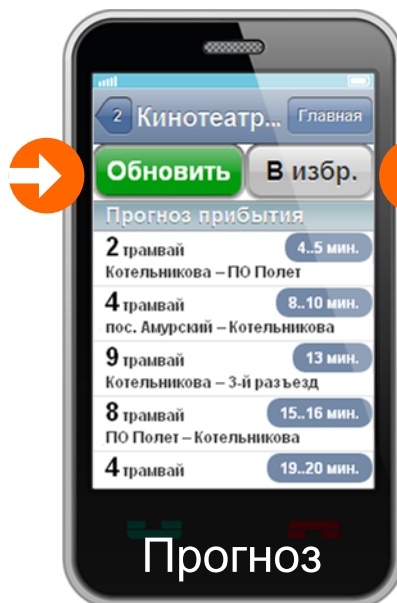 2 Кинотеатр... Главная
Обновить В избр.
Прогноз прибытия
2 трамвай 4..5 мин.
Котельникова – ПО Полет
4 трамвай 8..10 мин.
пос. Амурский – Котельникова
9 трамвай 13 мин.
Котельникова – 3-й разъезд
8 трамвай 15..16 мин.
ПО Полет – Котельникова
4 трамвай 19..20 мин.
Прогноз